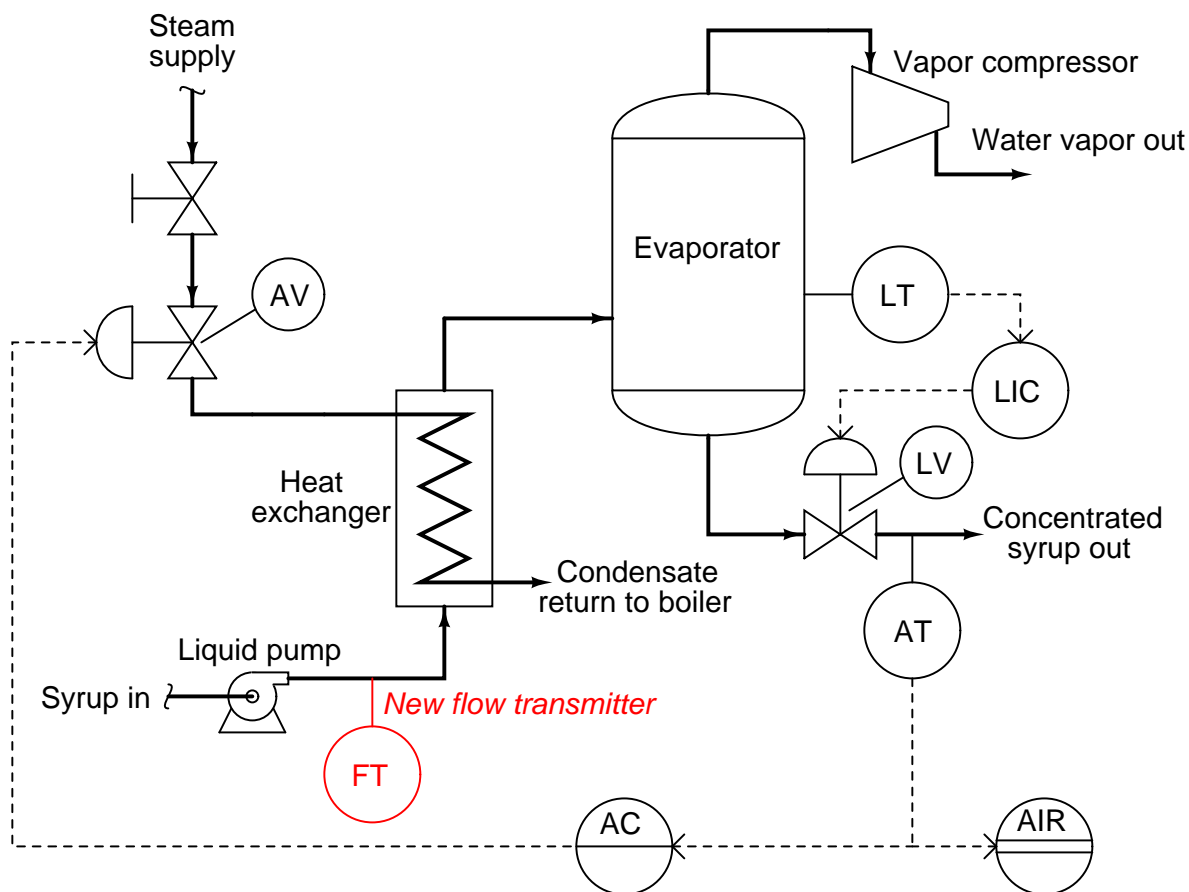 Steam
supply
Vapor compressor
Water vapor out
Evaporator
AV
LT
LIC
LV
Heat
exchanger
Concentrated
syrup out
Condensate
return to boiler
AT
Liquid pump
Syrup in
New flow transmitter
FT
AC
AIR